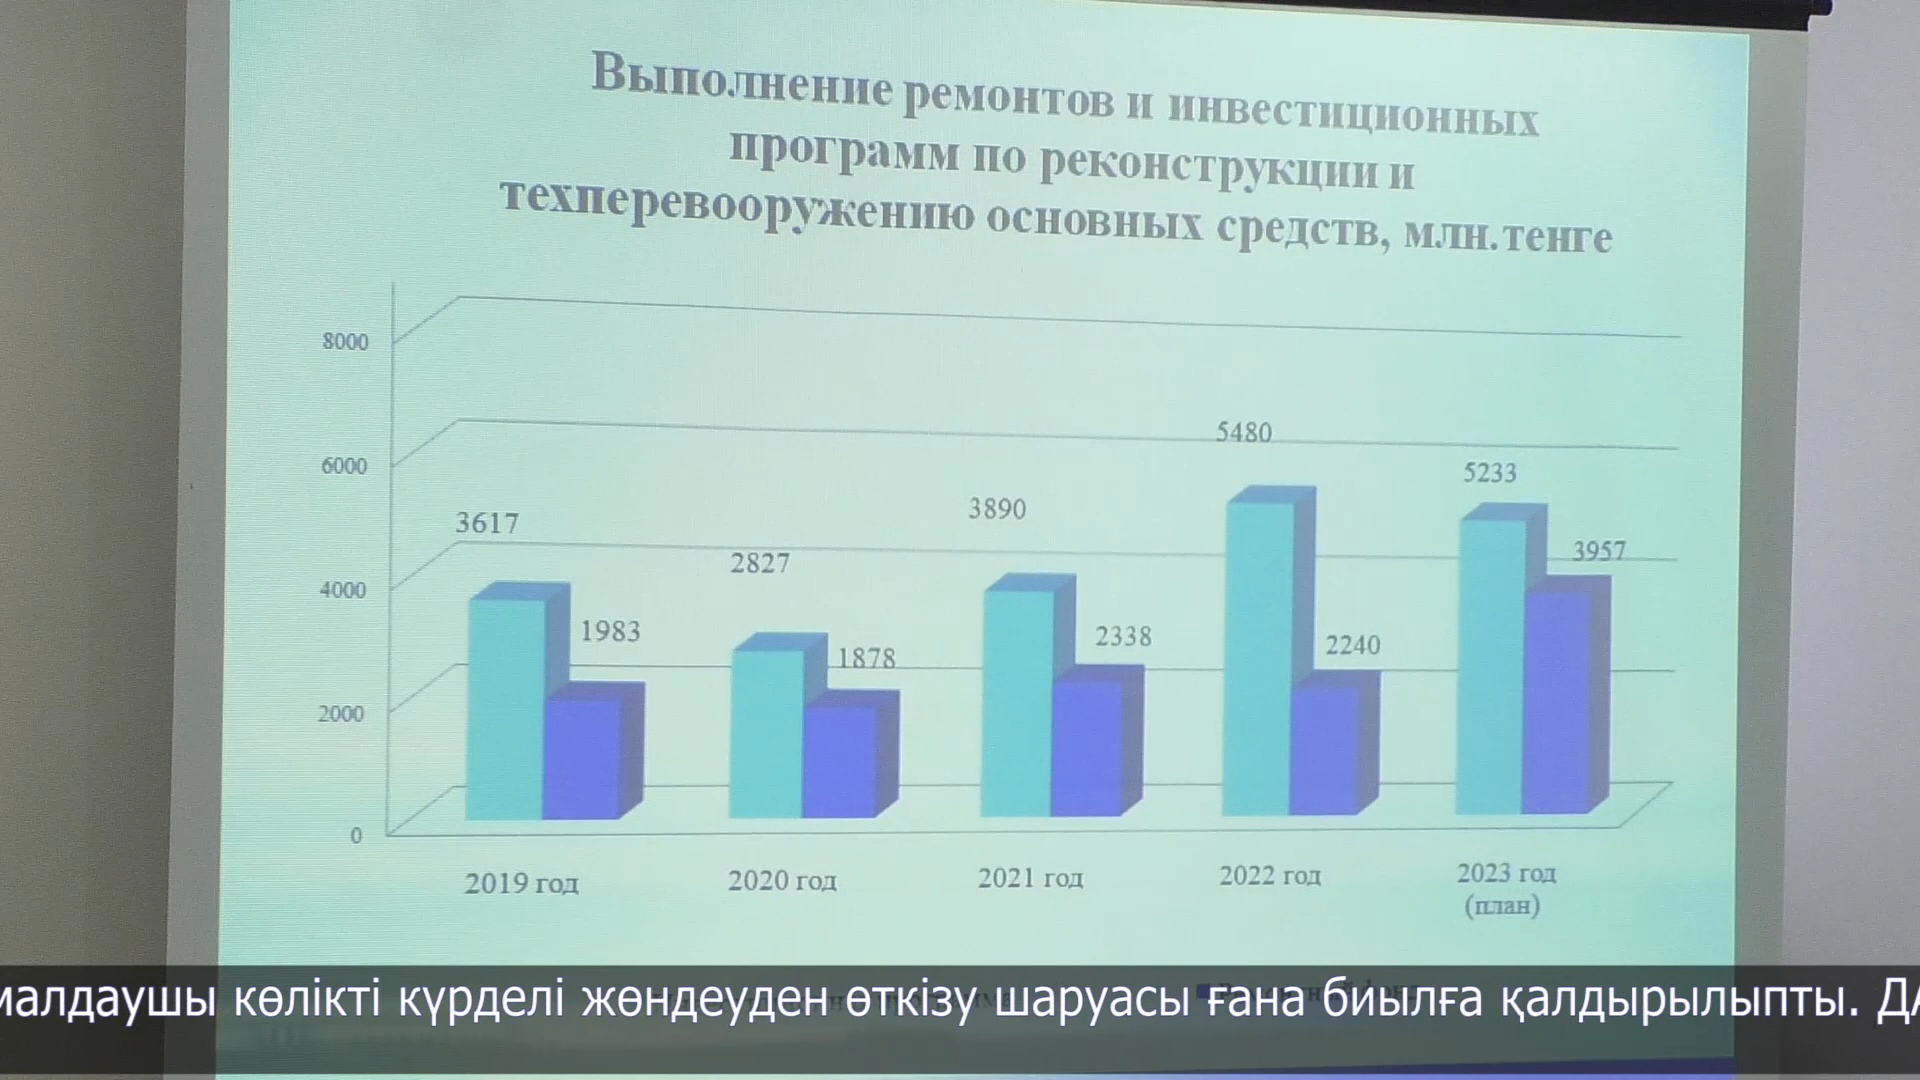 Выполнение ремонтов и инвестиционных
программ по реконструкции и
техперевооружению основных средств, млн.тенге
8000
6000
4000
2000
0
3617
1983
2827
1878
3890
2338
5480
2240
5233
3957
2019 год
2020 год
2021 год
2022 год
2023 год
(план)
малдаушы көлікті күрделі жөндеуден өткізу шаруасы ғана биылға қалдырылыпты. ДА